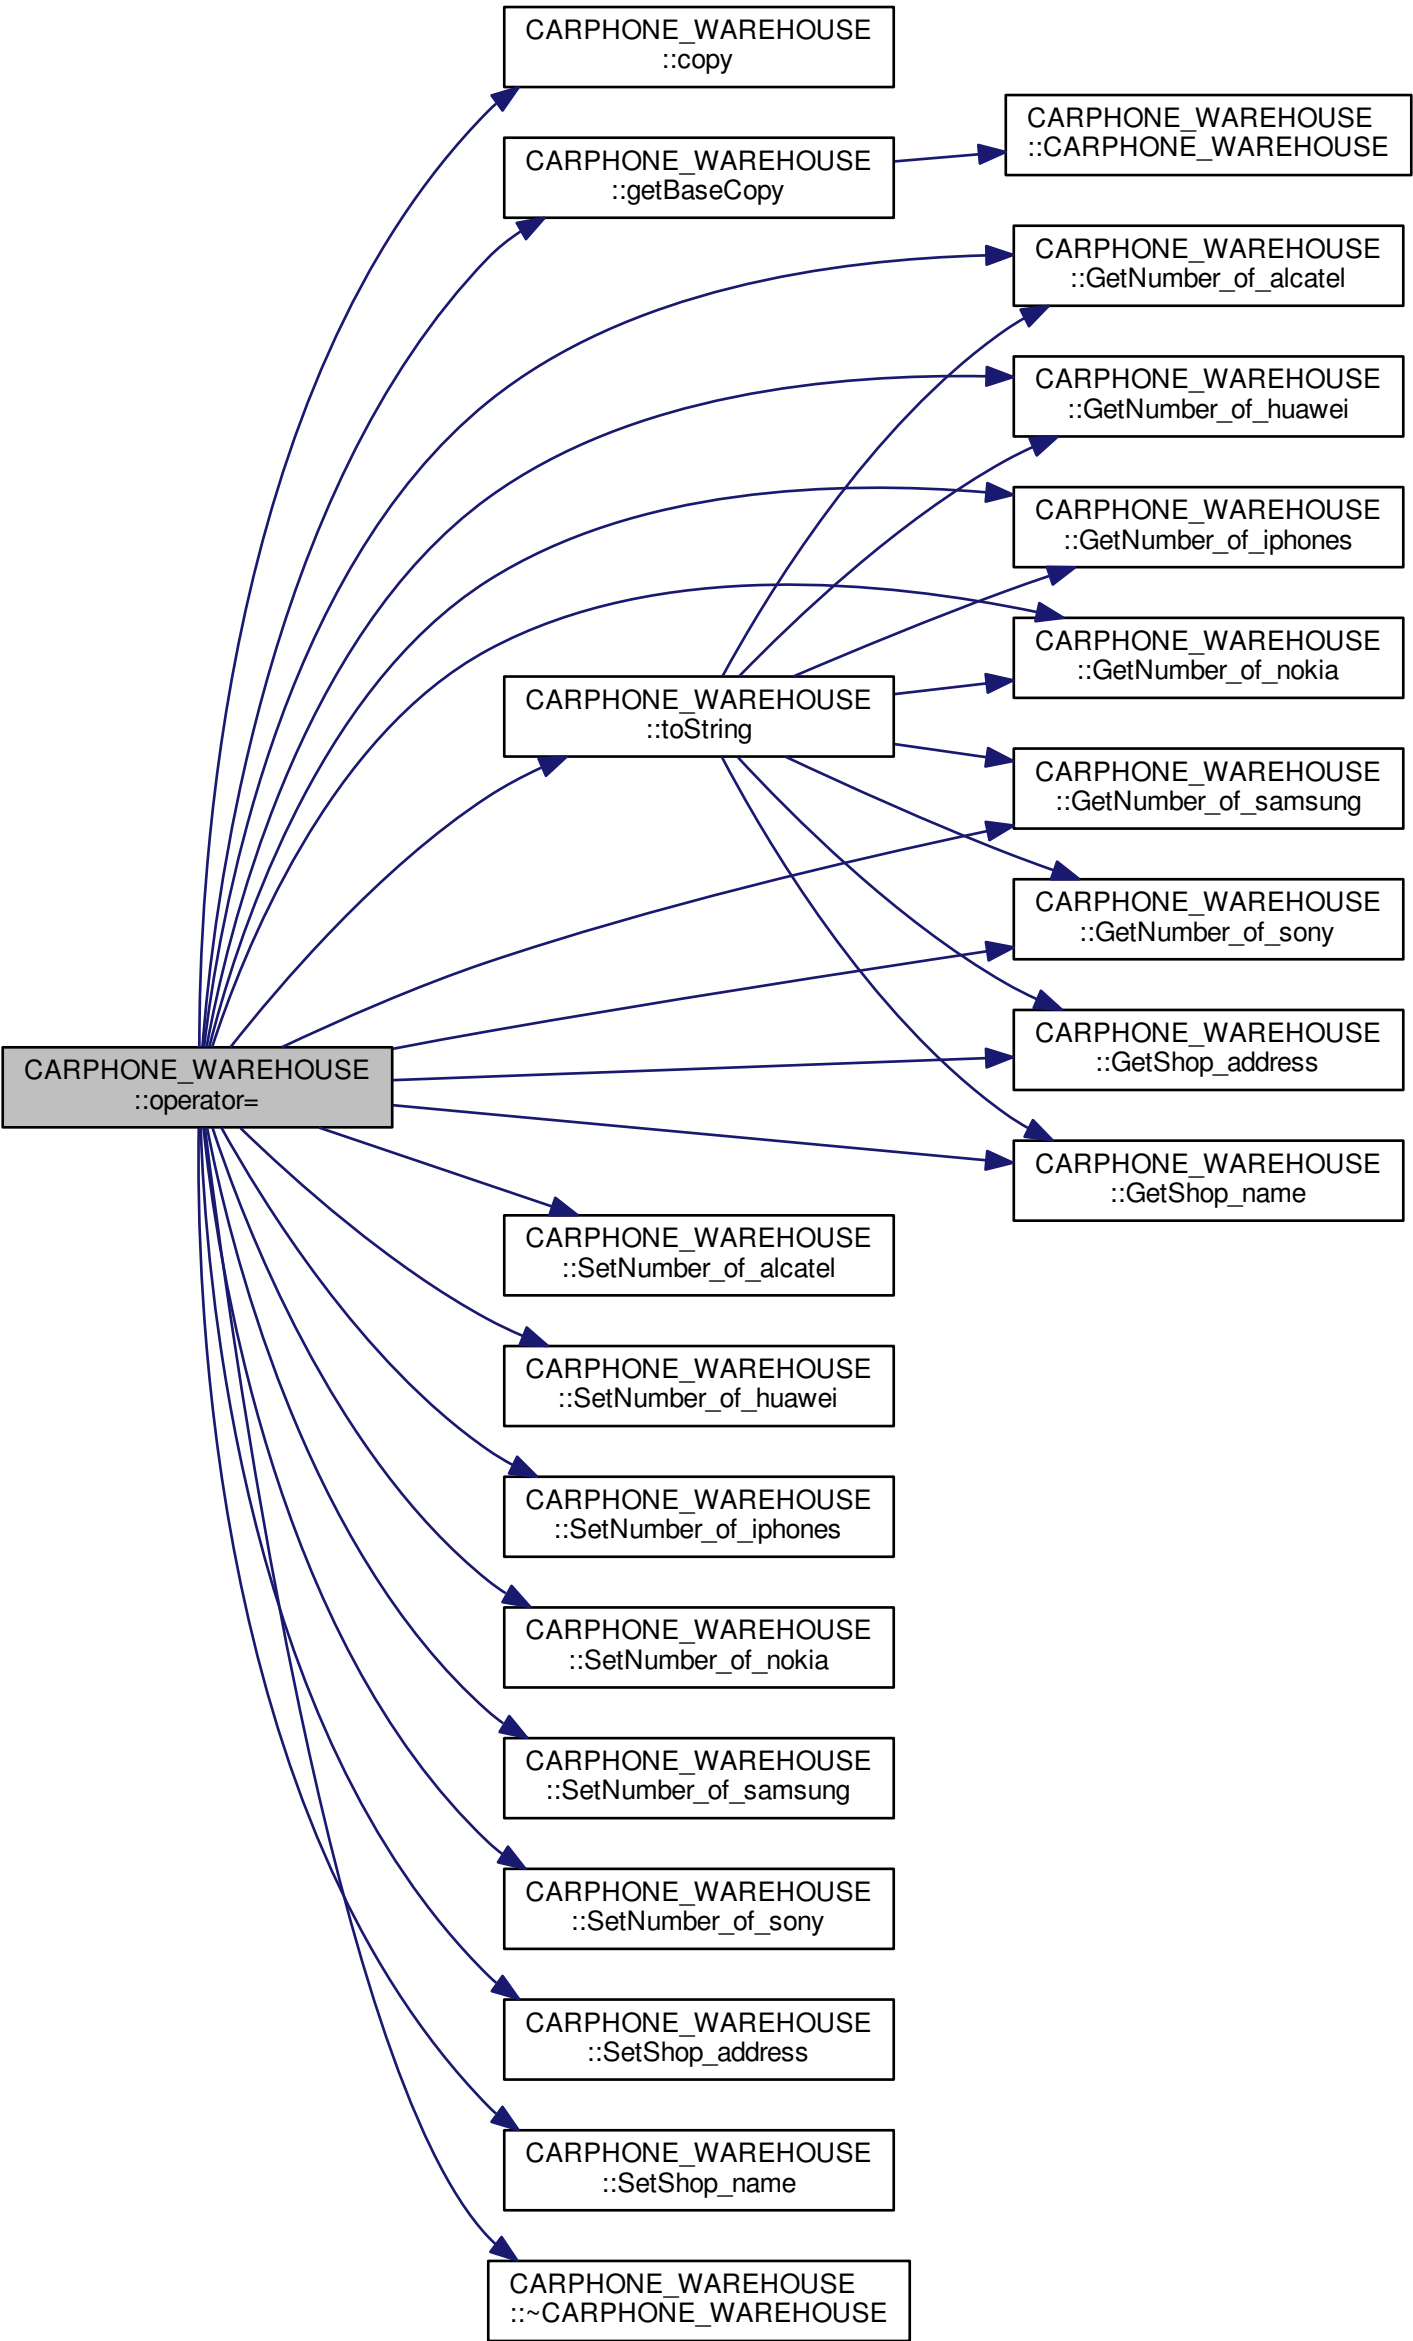 CARPHONE_WAREHOUSE
::copy
CARPHONE_WAREHOUSE
::getBaseCopy
CARPHONE_WAREHOUSE
::CARPHONE_WAREHOUSE
CARPHONE_WAREHOUSE
::GetNumber_of_alcatel
CARPHONE_WAREHOUSE
::GetNumber_of_huawei
CARPHONE_WAREHOUSE
::GetNumber_of_iphones
CARPHONE_WAREHOUSE
::GetNumber_of_nokia
CARPHONE_WAREHOUSE
::toString
CARPHONE_WAREHOUSE
::GetNumber_of_samsung
CARPHONE_WAREHOUSE
::GetNumber_of_sony
CARPHONE_WAREHOUSE
::GetShop_address
CARPHONE_WAREHOUSE
::operator=
CARPHONE_WAREHOUSE
::GetShop_name
CARPHONE_WAREHOUSE
::SetNumber_of_alcatel
CARPHONE_WAREHOUSE
::SetNumber_of_huawei
CARPHONE_WAREHOUSE
::SetNumber_of_iphones
CARPHONE_WAREHOUSE
::SetNumber_of_nokia
CARPHONE_WAREHOUSE
::SetNumber_of_samsung
CARPHONE_WAREHOUSE
::SetNumber_of_sony
CARPHONE_WAREHOUSE
::SetShop_address
CARPHONE_WAREHOUSE
::SetShop_name
CARPHONE_WAREHOUSE
::~CARPHONE_WAREHOUSE